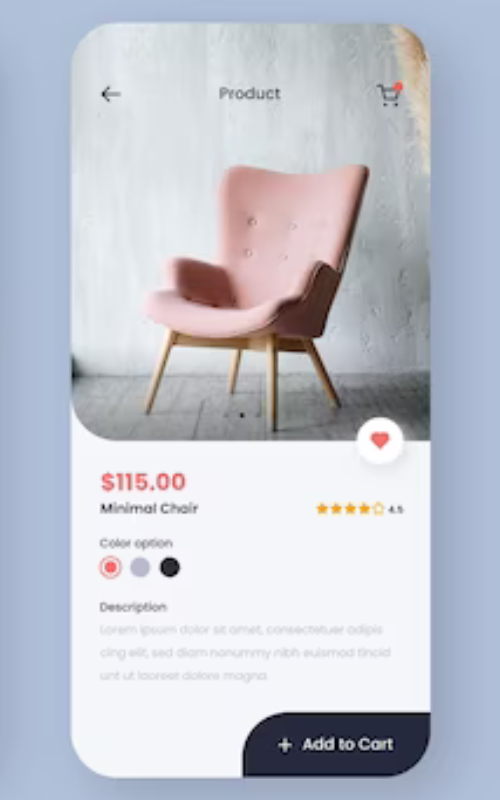 Product
$115.00
Minimal Chair
4.5
Color option
Description
Lorem ipsum dolor sit amet, consectetuer adipis
cing elit, sed diam nonummy nibh euismod tincid
unt ut laoreet dolore magna
+ Add to Cart